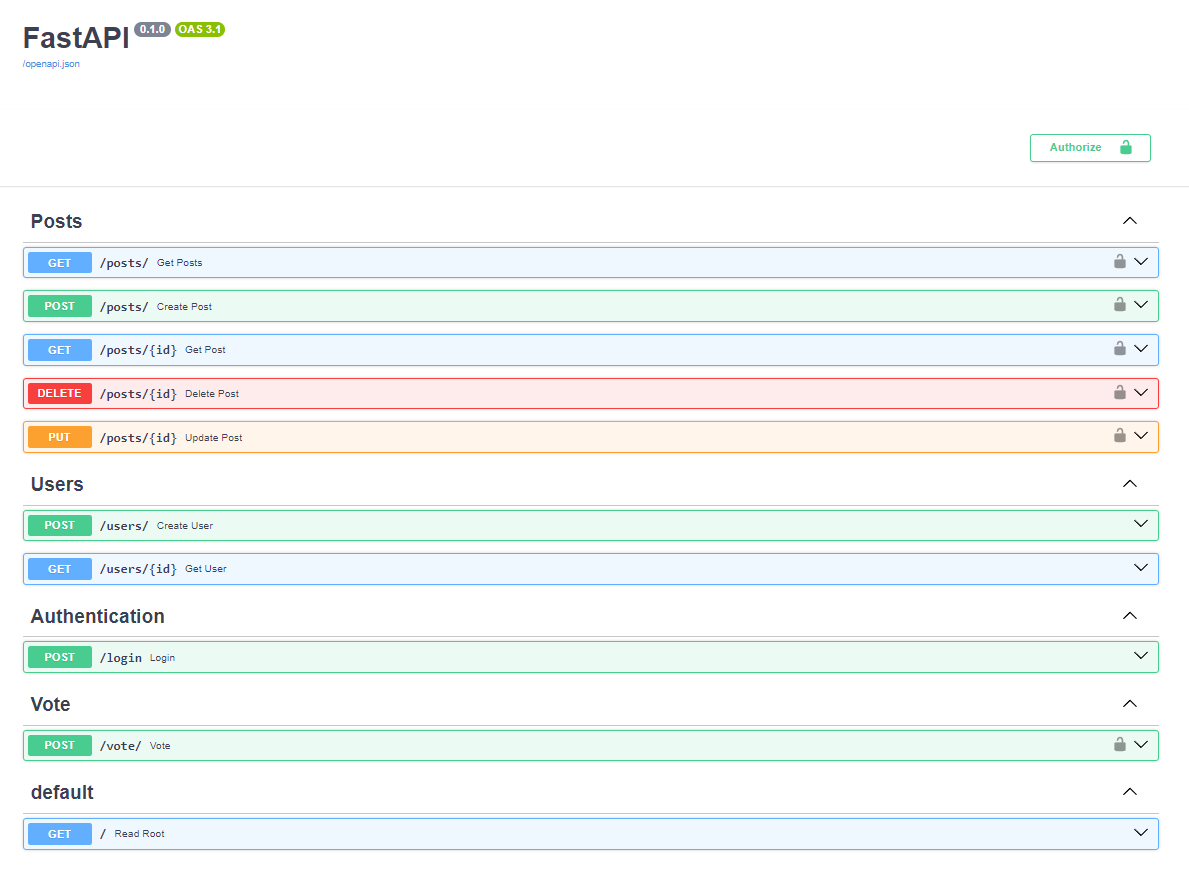 FastAPI 0.1.0 OAS 3.1
/openapi.json
Authorize
Posts
GET /posts/ Get Posts
POST /posts/ Create Post
GET /posts/{id} Get Post
DELETE /posts/{id} Delete Post
PUT /posts/{id} Update Post
Users
POST /users/ Create User
GET /users/{id} Get User
Authentication
POST /login Login
Vote
POST /vote/ Vote
default
GET / Read Root